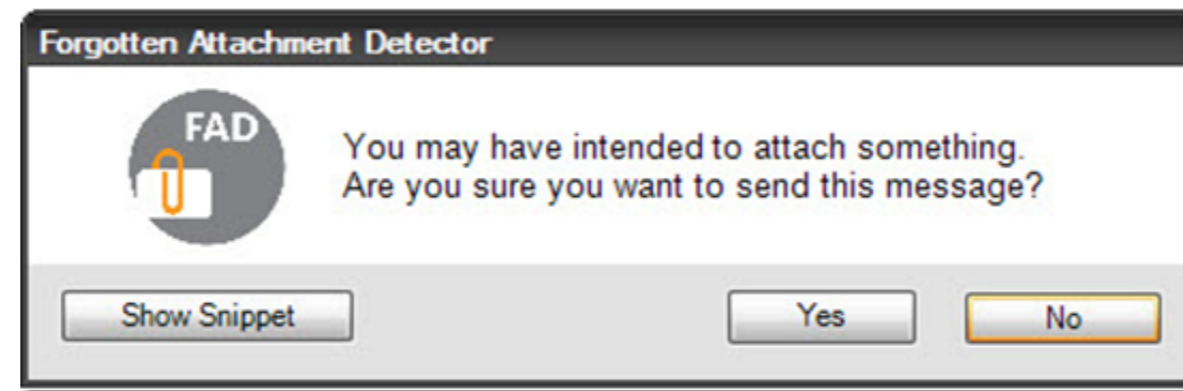 Forgotten Attachment Detector
FAD
You may have intended to attach something.
Are you sure you want to send this message?
Show Snippet
Yes
No